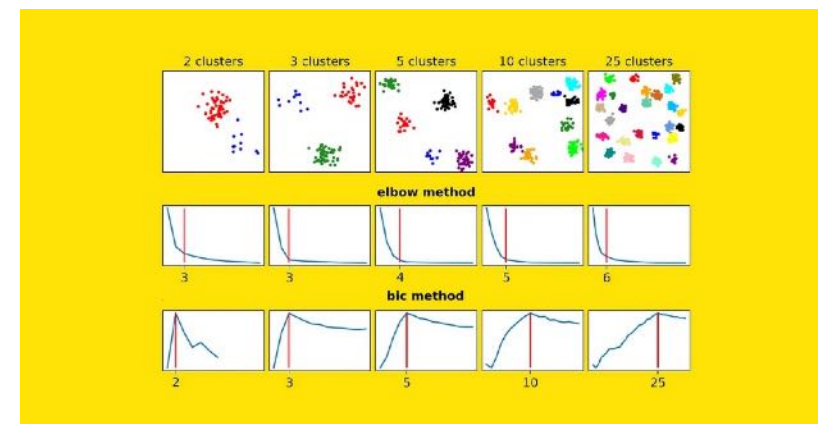 2 clusters 3 clusters 5 clusters 10 clusters 25 clusters
elbow method
3 3 4 5 6
bic method
2 3 5 10 25